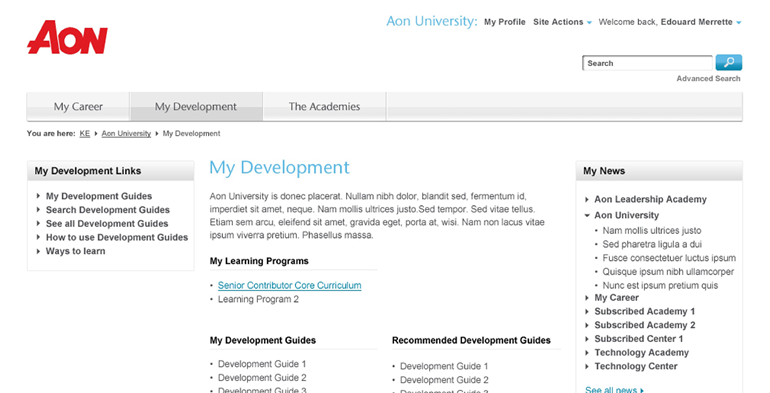 AON
Aon University: My Profile Site Actions Welcome back, Edouard Merrette
Search
Advanced Search
My Career My Development The Academies
You are here: KE Aon University My Development
My Development Links
My Development Guides
Search Development Guides
See all Development Guides
How to use Development Guides
Ways to learn
My Development
Aon University is donec placerat. Nullam nibh dolor, blandit sed, fermentum id,
imperdiet sit amet, neque. Nam mollis ultrices justo.Sed tempor. Sed vitae tellus.
Etiam sem arcu, eleifend sit amet, gravida eget, porta at, wisi. Nam non lacus vitae
ipsum viverra pretium. Phasellus massa.
My Learning Programs
• Senior Contributor Core Curriculum
• Learning Program 2
My Development Guides
• Development Guide 1
• Development Guide 2
• Development Guide 3
Recommended Development Guides
• Development Guide 1
• Development Guide 2
• Development Guide 3
My News
Aon Leadership Academy
Aon University
• Nam mollis ultrices justo
• Sed pharetra ligula a dui
• Fusce consectetuer luctus ipsum
• Quisque ipsum nibh ullamcorper
• Nunc est ipsum pretium quis
My Career
Subscribed Academy 1
Subscribed Academy 2
Subscribed Center 1
Technology Academy
Technology Center
See all news